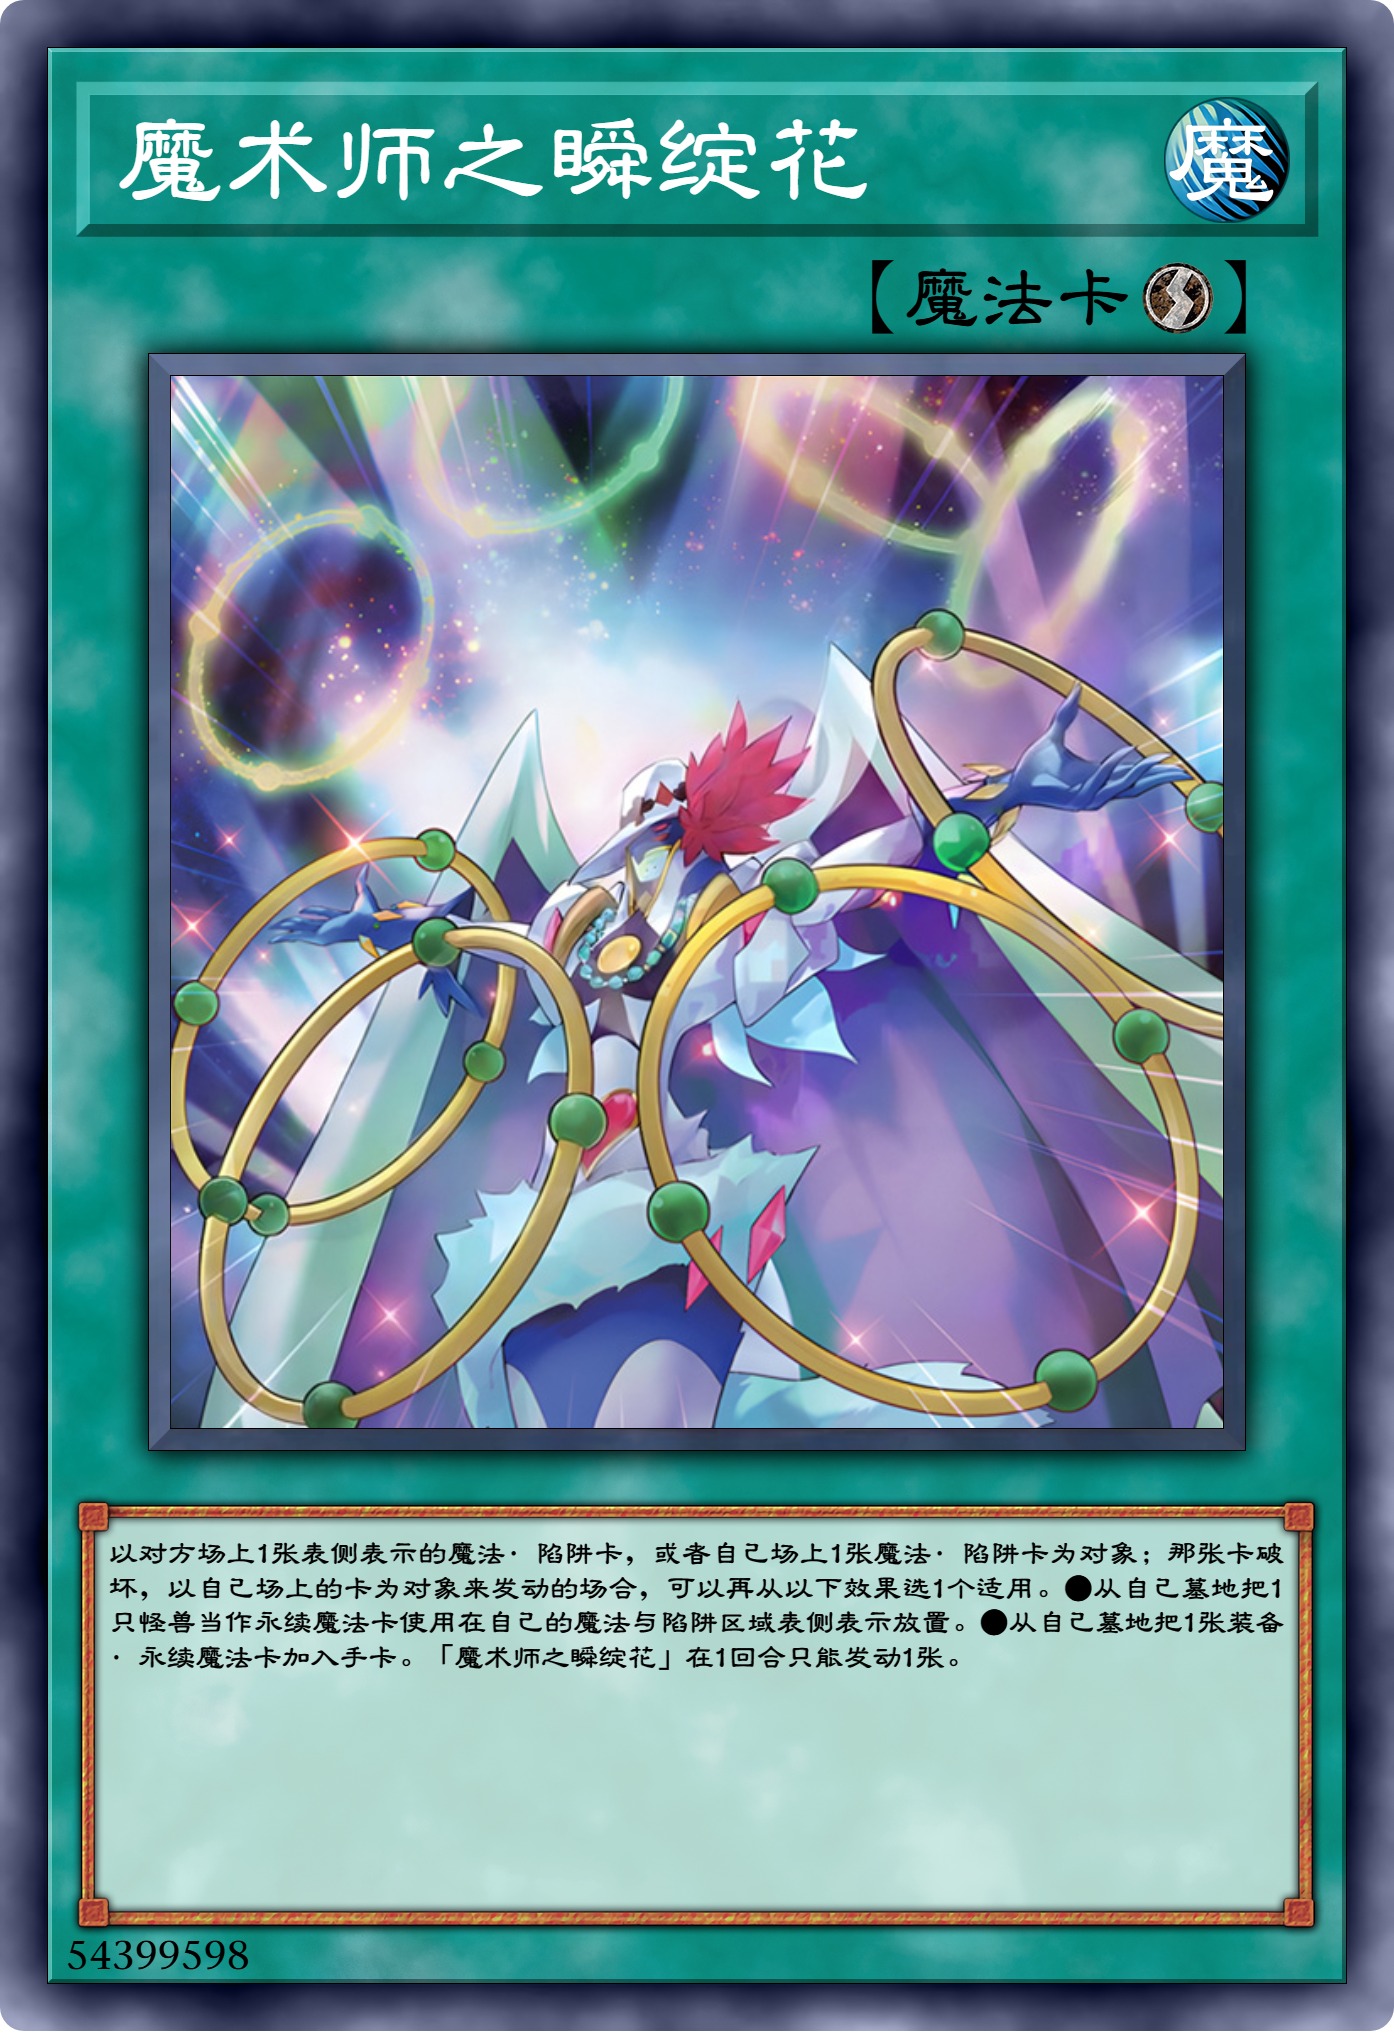 魔术师之瞬绽花
魔
【魔法卡】
以对方场上1张表侧表示的魔法·陷阱卡，或者自己场上1张魔法·陷阱卡为对象；那张卡破
坏，以自己场上的卡为对象来发动的场合，可以再从以下效果选1个适用。●从自己墓地把1
只怪兽当作永续魔法卡使用在自己的魔法与陷阱区域表侧表示放置。●从自己墓地把1张装备
·永续魔法卡加入手卡。「魔术师之瞬绽花」在1回合只能发动1张。
54399598